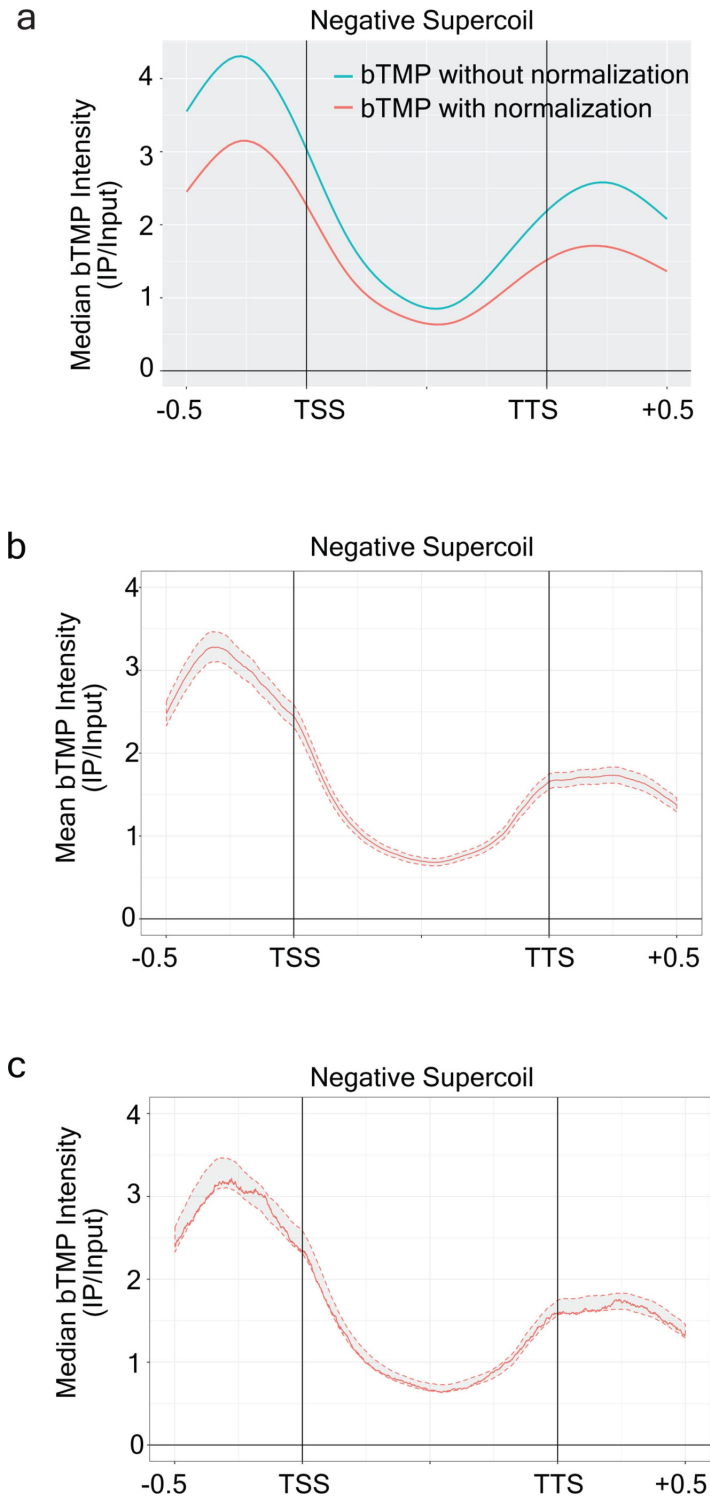 a
Negative Supercoil
bTMP without normalization
bTMP with normalization
Median bTMP Intensity
(IP/Input)
4
3
2
1
0
-0.5 TSS TTS +0.5
b
Negative Supercoil
Mean bTMP Intensity
(IP/Input)
4
3
2
1
0
-0.5 TSS TTS +0.5
c
Negative Supercoil
Median bTMP Intensity
(IP/Input)
4
3
2
1
0
-0.5 TSS TTS +0.5